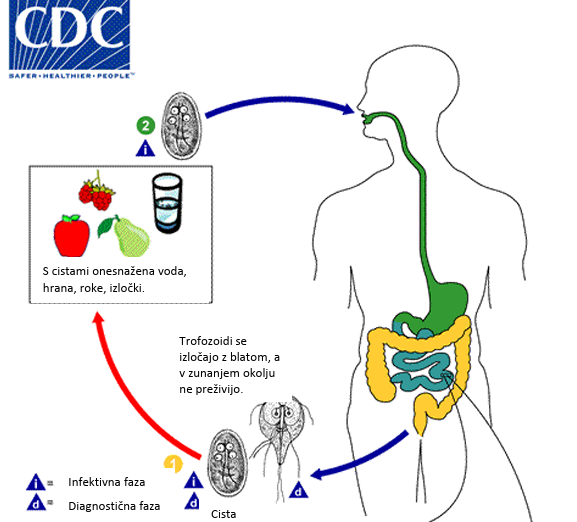 CDC
SAFER • HEALTHIER • PEOPLE™
2
i
S cistami onesnažena voda,
hrana, roke, izločki.
Trofozoidi se
izločajo z blatom, a
v zunanjem okolju
ne preživijo.
1
i
d
d
Cista
i = Infektivna faza
d = Diagnostična faza